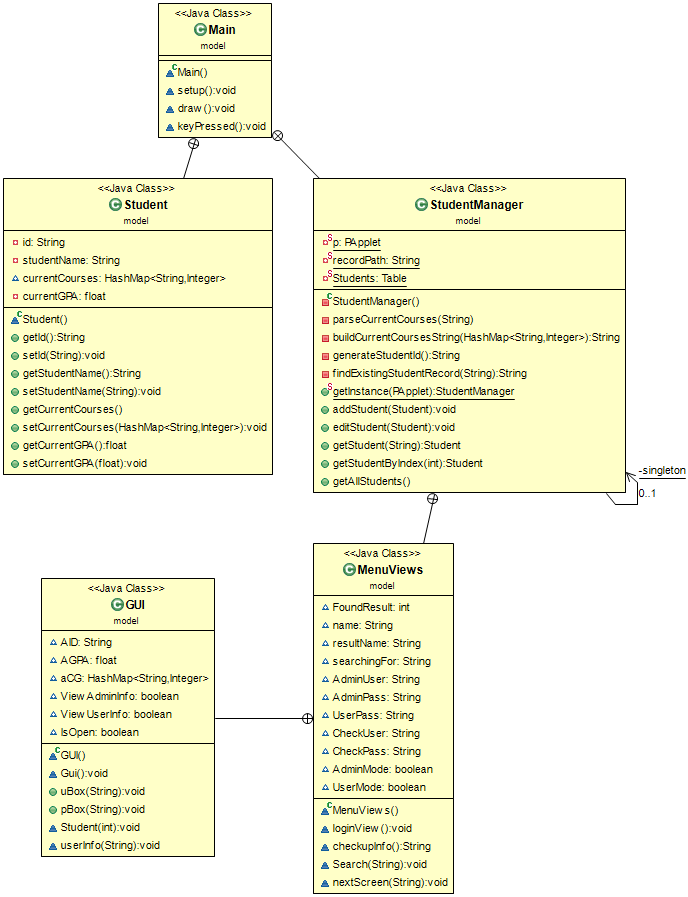 <<Java Class>>
Main
model
Main()
setup():void
draw():void
keyPressed():void
<<Java Class>>
Student
model
id: String
studentName: String
currentCourses: HashMap<String,Integer>
currentGPA: float
Student()
getId():String
setId(String):void
getStudentName():String
setStudentName(String):void
getCurrentCourses()
setCurrentCourses(HashMap<String,Integer>):void
getCurrentGPA():float
setCurrentGPA(float):void
<<Java Class>>
StudentManager
model
p: PApplet
recordPath: String
Students: Table
StudentManager()
parseCurrentCourses(String)
buildCurrentCoursesString(HashMap<String,Integer>):String
generateStudentId():String
findExistingStudentRecord(String):String
getInstance(PApplet):StudentManager
addStudent(Student):void
editStudent(Student):void
getStudent(String):Student
getStudentByIndex(int):Student
getAllStudents()
-singleton
0..1
<<Java Class>>
GUI
model
AID: String
AGPA: float
aCG: HashMap<String,Integer>
View AdminInfo: boolean
View UserInfo: boolean
IsOpen: boolean
GUI()
Gui():void
uBox(String):void
pBox(String):void
Student(int):void
userInfo(String):void
<<Java Class>>
MenuViews
model
FoundResult: int
name: String
resultName: String
searchingFor: String
AdminUser: String
AdminPass: String
UserPass: String
CheckUser: String
CheckPass: String
AdminMode: boolean
UserMode: boolean
MenuViews()
loginView():void
checkupInfo():String
Search(String):void
nextScreen(String):void